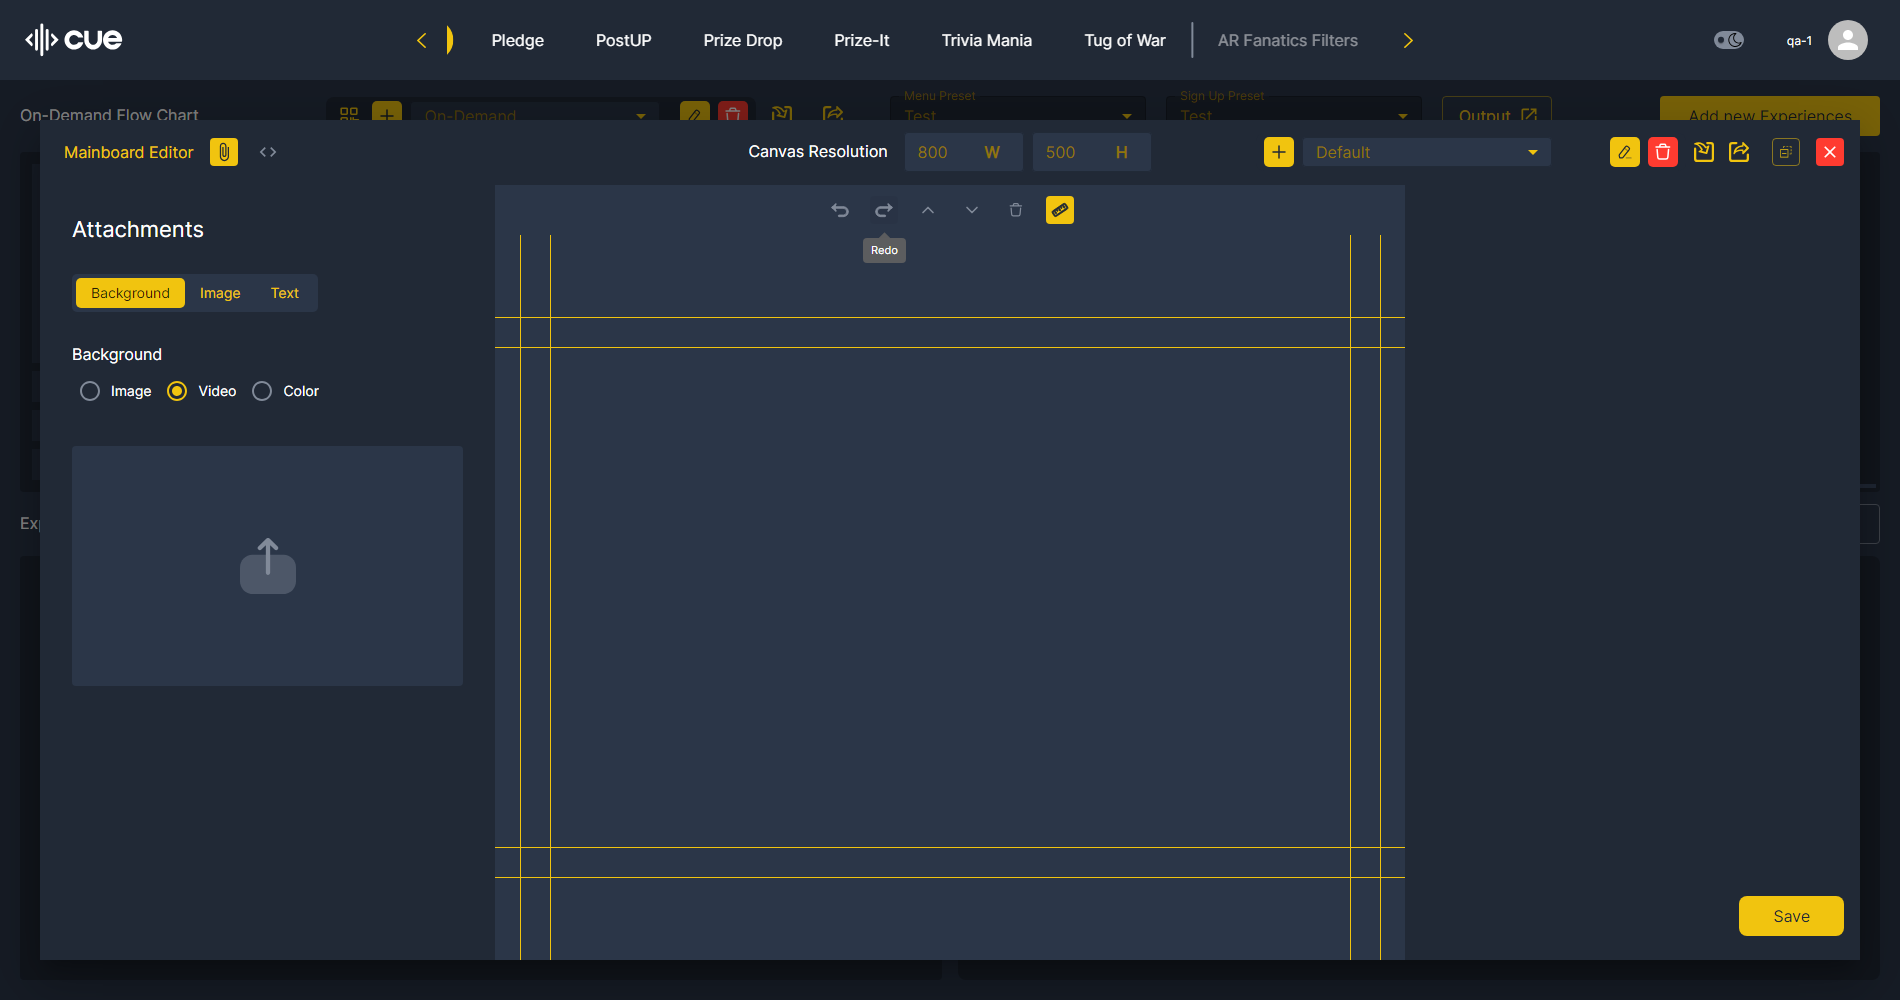 cue
Pledge
PostUP
Prize Drop
Prize-It
Trivia Mania
Tug of War
AR Fanatics Filters
qa-1
On-Demand Flow Chart
On-Demand
Menu Preset
Test
Sign Up Preset
Test
Output
Add new Experiences
Mainboard Editor
Canvas Resolution
800 W
500 H
Default
Attachments
Redo
Background Image Text
Background
Image Video Color
Exp
Save